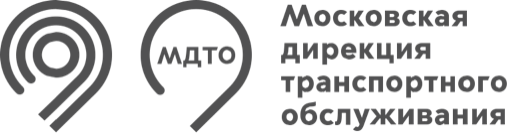 МДТО
Московская
дирекция
транспортного
обслуживания